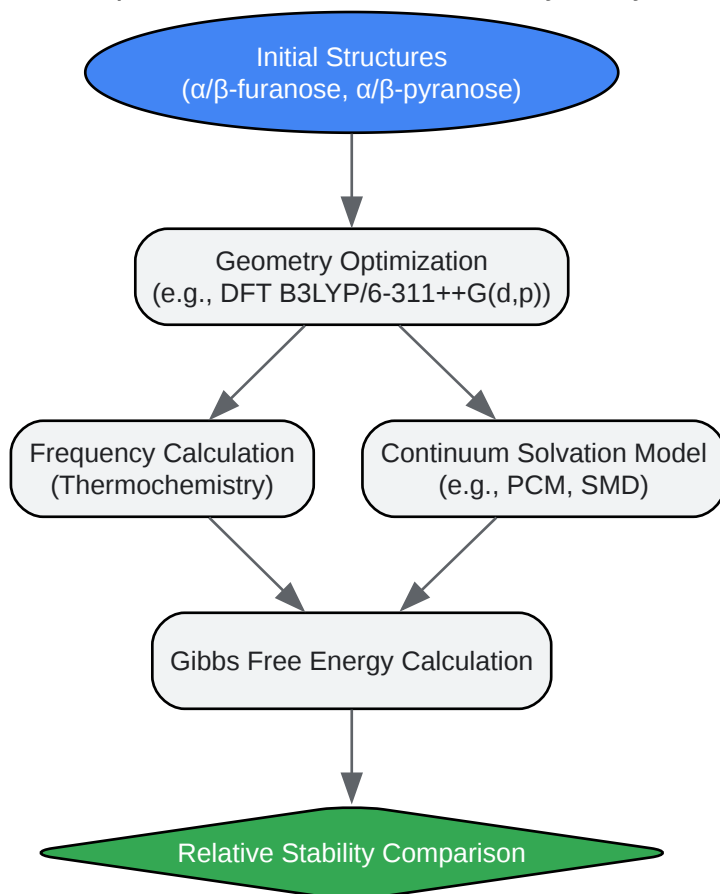 Initial Structures
(α/β-furanose, α/β-pyranose)
Geometry Optimization
(e.g., DFT B3LYP/6-311++G(d,p))
Frequency Calculation
(Thermochemistry)
Continuum Solvation Model
(e.g., PCM, SMD)
Gibbs Free Energy Calculation
Relative Stability Comparison